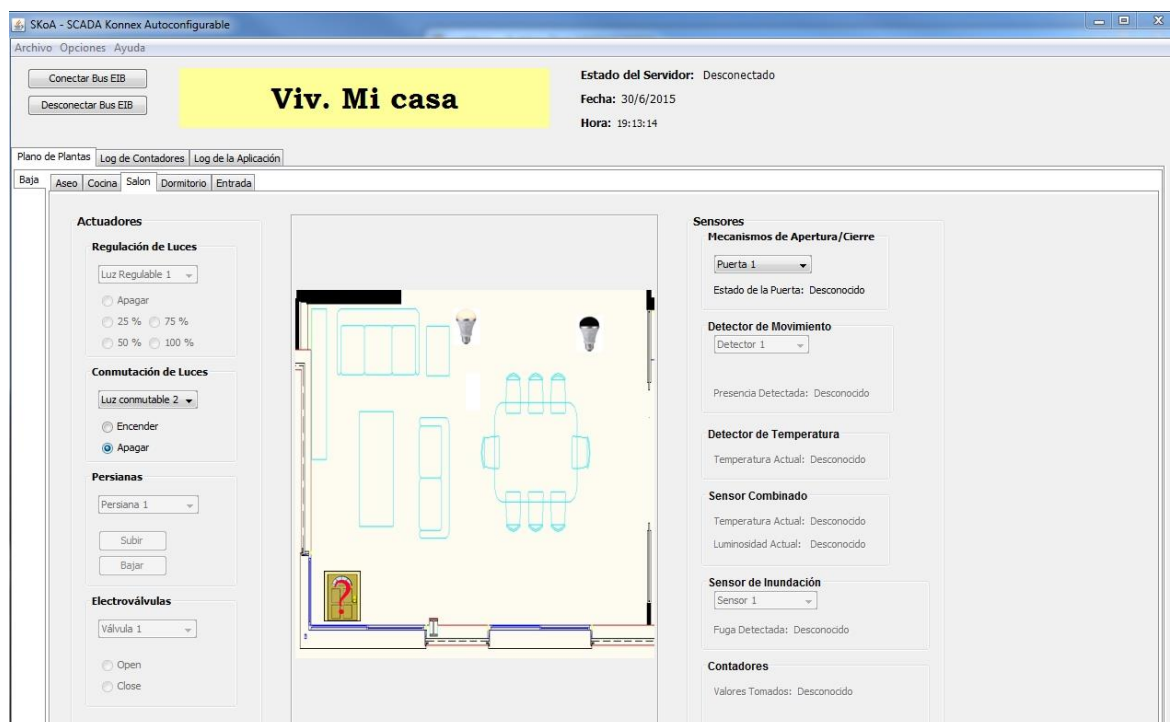 SKoA - SCADA Konnex Autoconfigurable
Archivo Opciones Ayuda
Conectar Bus EIB
Desconectar Bus EIB
Viv. Mi casa
Estado del Servidor: Desconectado
Fecha: 30/6/2015
Hora: 19:13:14
Plano de Plantas Log de Contadores Log de la Aplicación
Baja
Aseo Cocina Salon Dormitorio Entrada
Actuadores
Regulación de Luces
Luz Regulable 1
Apagar
25 % 75 %
50 % 100 %
Conmutación de Luces
Luz conmutable 2
Encender
Apagar
Persianas
Persiana 1
Subir
Bajar
Electroválvulas
Válvula 1
Open
Close
?
Sensores
Mecanismos de Apertura/Cierre
Puerta 1
Estado de la Puerta: Desconocido
Detector de Movimiento
Detector 1
Presencia Detectada: Desconocido
Detector de Temperatura
Temperatura Actual: Desconocido
Sensor Combinado
Temperatura Actual: Desconocido
Luminosidad Actual: Desconocido
Sensor de Inundación
Sensor 1
Fuga Detectada: Desconocido
Contadores
Valores Tomados: Desconocido